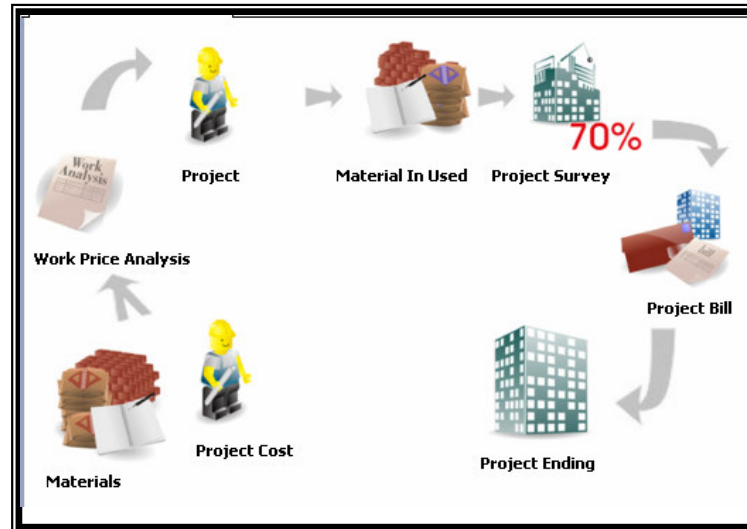 Project
Material In Used
Project Survey
70%
Work
Analysis
Work Price Analysis
Project Bill
Materials
Project Cost
Project Ending